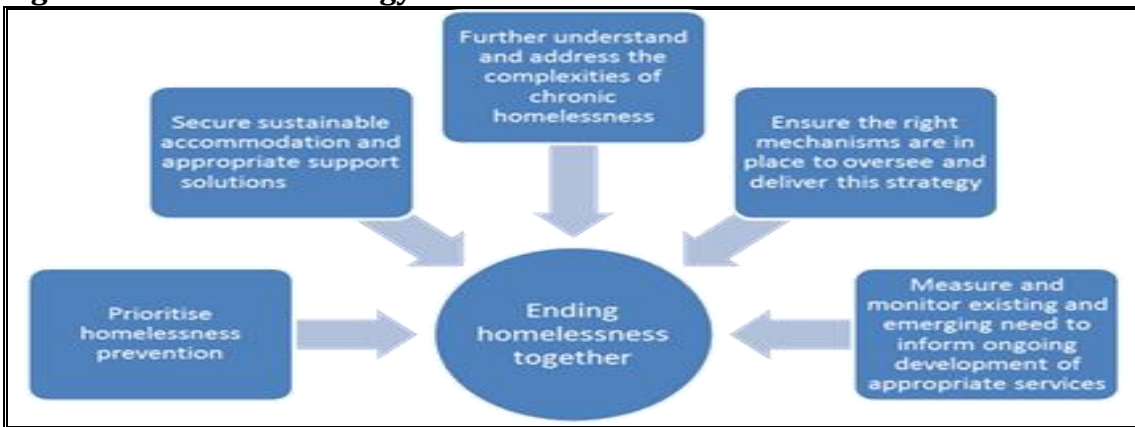 Prioritise
homelessness
prevention
Secure sustainable
accommodation and
appropriate support
solutions
Further understand
and address the
complexities of
chronic
homelessness
Ensure the right
mechanisms are in
place to oversee and
deliver this strategy
Measure and
monitor existing and
emerging need to
inform ongoing
development of
appropriate services
Ending
homelessness
together